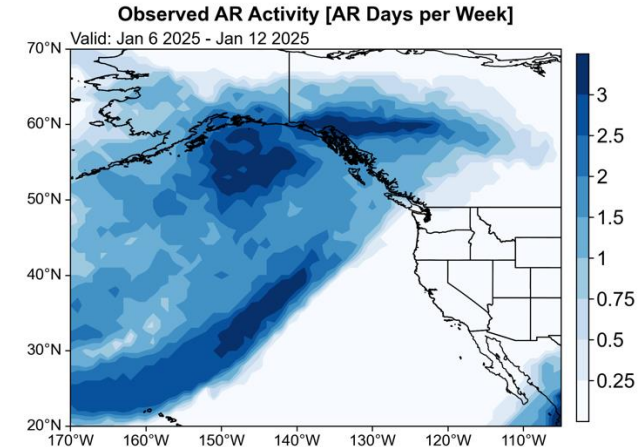 Observed AR Activity [AR Days per Week]
Valid: Jan 6 2025 - Jan 12 2025
70°N
60°N
50°N
40°N
30°N
20°N
170°W 160°W 150°W 140°W 130°W 120°W 110°W
3
2.5
2
1.5
1
0.75
0.5
0.25